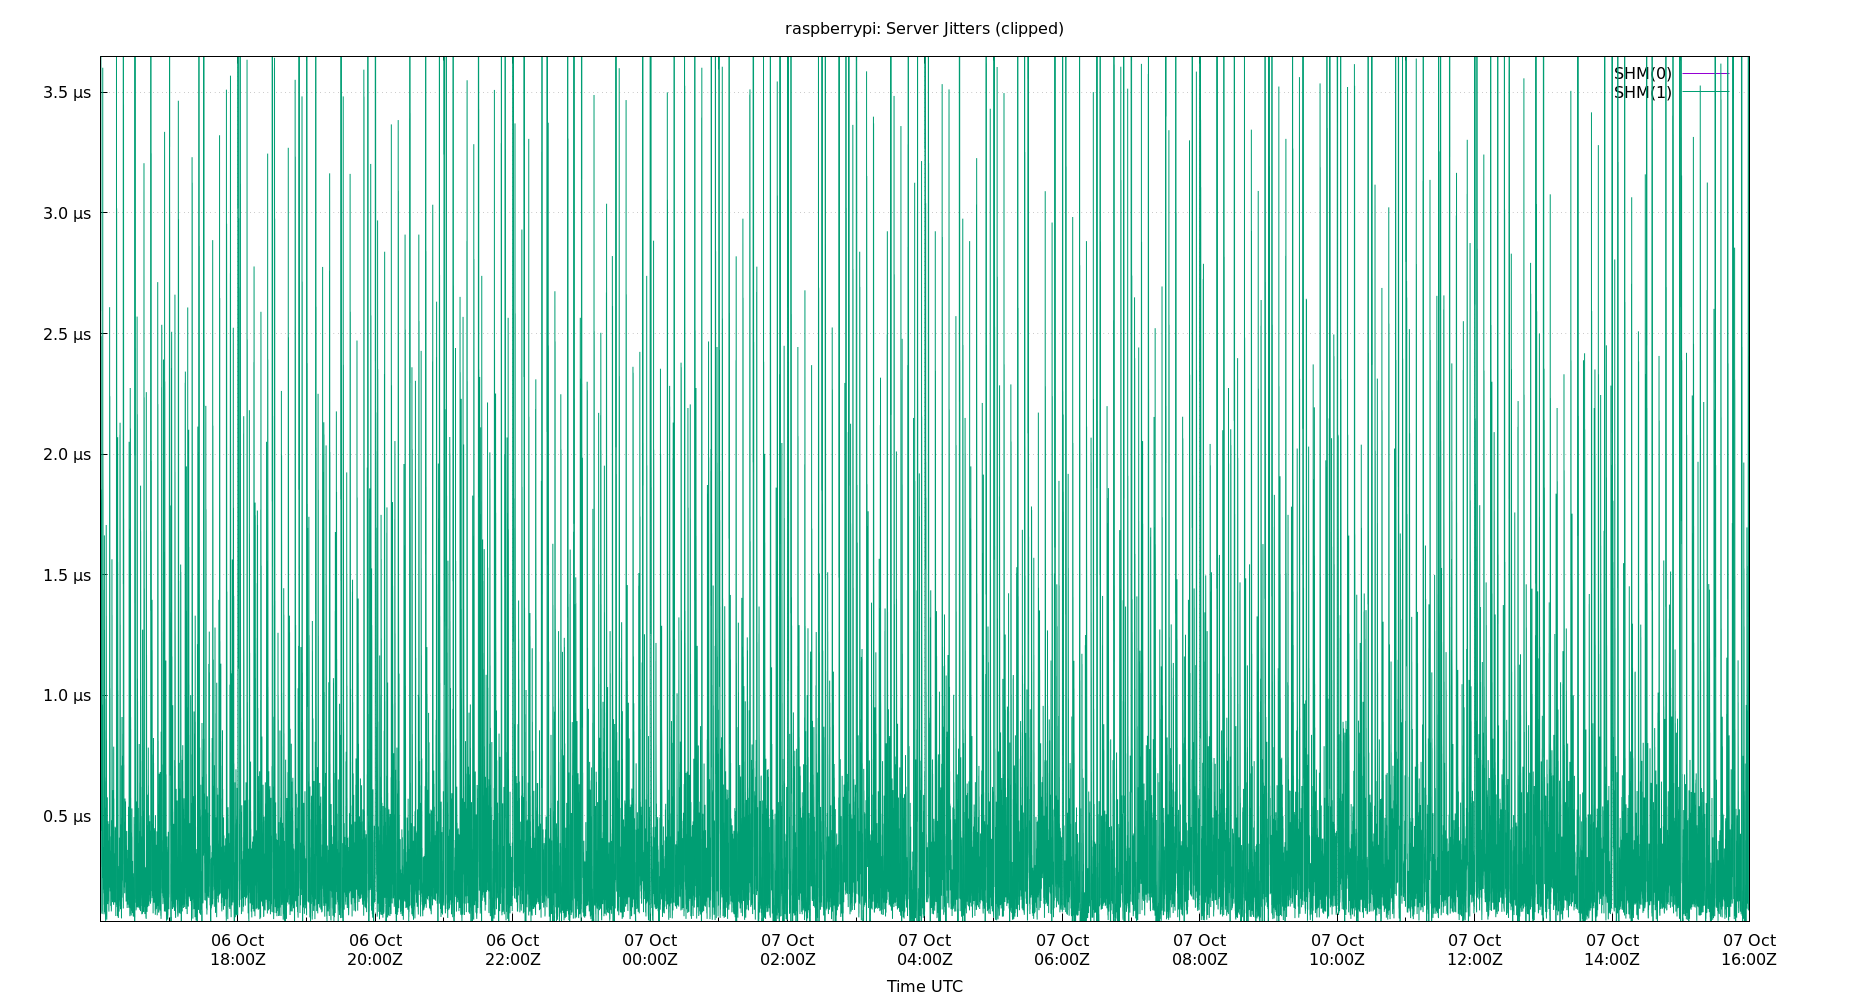 raspberrypi: Server Jitters (clipped)
SHM(0)
SHM(1)
3.5 µs
3.0 µs
2.5 µs
2.0 µs
1.5 µs
1.0 µs
0.5 µs
06 Oct 06 Oct 06 Oct 07 Oct 07 Oct 07 Oct 07 Oct 07 Oct 07 Oct 07 Oct 07 Oct 07 Oct
18:00Z 20:00Z 22:00Z 00:00Z 02:00Z 04:00Z 06:00Z 08:00Z 10:00Z 12:00Z 14:00Z 16:00Z
Time UTC